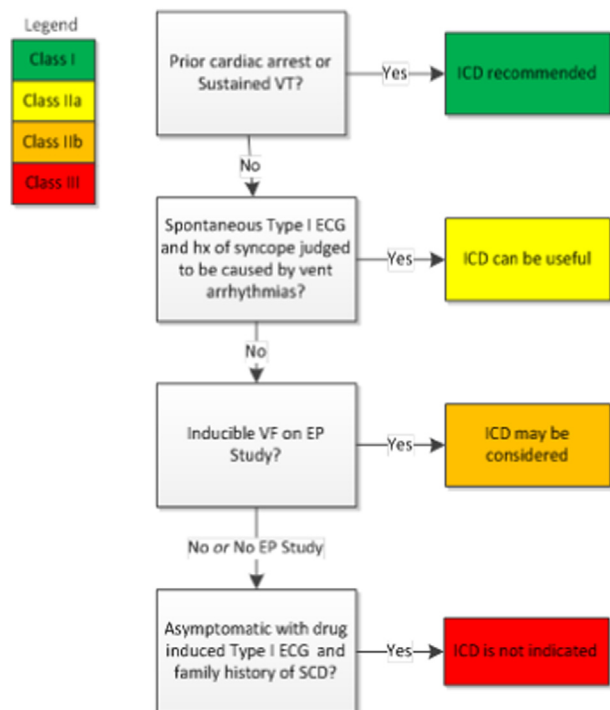 Legend
Class I
Class IIa
Class IIb
Class III
Prior cardiac arrest or
Sustained VT?
Yes
ICD recommended
No
Spontaneous Type I ECG
and hx of syncope judged
to be caused by vent
arrhythmias?
Yes
ICD can be useful
No
Inducible VF on EP
Study?
Yes
ICD may be
considered
No or No EP Study
Asymptomatic with drug
induced Type I ECG and
family history of SCD?
Yes
ICD is not indicated